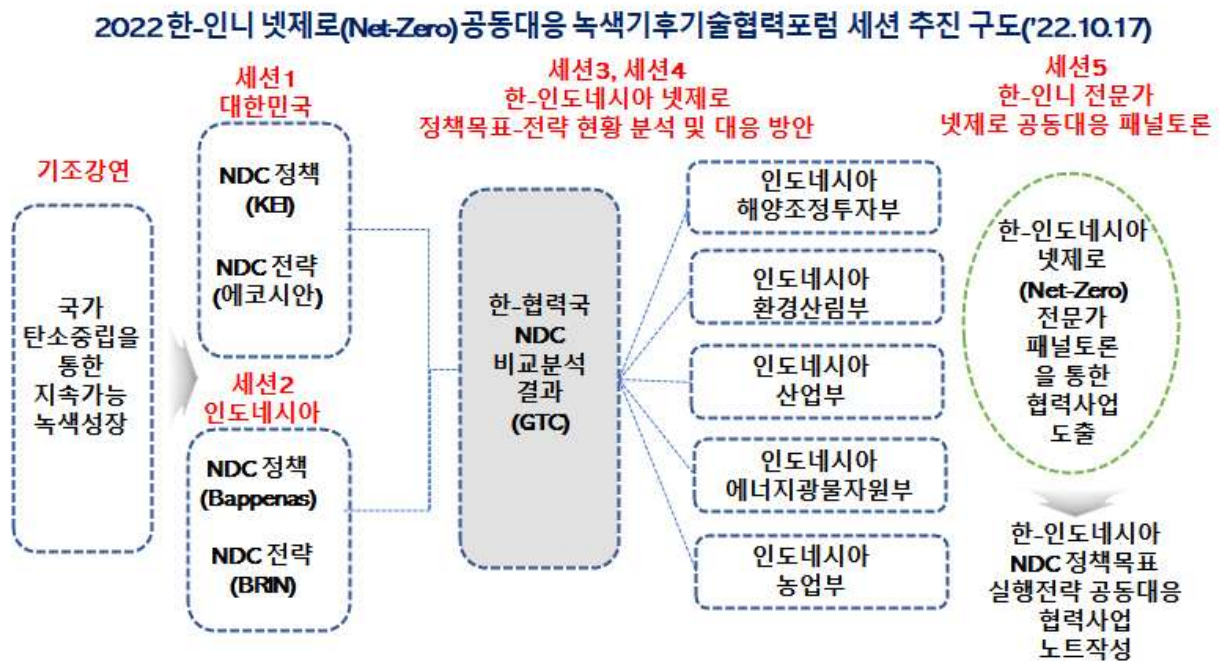 2022 한-인니 넷제로(Net-Zero) 공동대응 녹색기후기술협력포럼 세션 추진 구도('22.10.17)
기조강연
국가
탄소중립을
통한
지속가능
녹색성장
세션1
대한민국
NDC 정책
(KEI)
NDC 전략
(에코시안)
세션2
인도네시아
NDC 정책
(Bappenas)
NDC 전략
(BRIN)
세션3, 세션4
한-인도네시아 넷제로
정책목표-전략 현황 분석 및 대응 방안
한-협력국
NDC
비교분석
결과
(GTC)
인도네시아
해양조정투자부
인도네시아
환경산림부
인도네시아
산업부
인도네시아
에너지광물자원부
인도네시아
농업부
세션5
한-인니 전문가
넷제로 공동대응 패널토론
한-인도네시아
넷제로
(Net-Zero)
전문가
패널토론
을 통한
협력사업
도출
한-인도네시아
NDC 정책목표
실행전략 공동대응
협력사업
노트작성